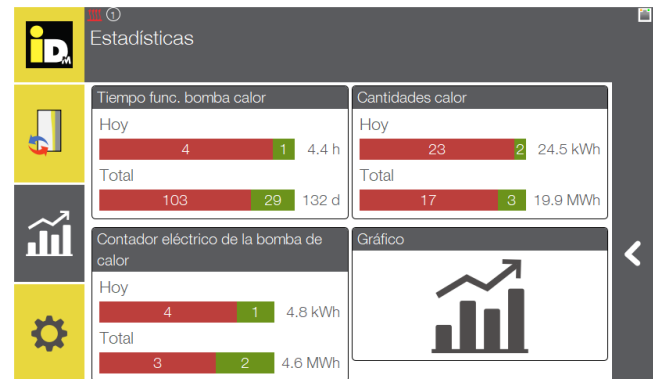 iDM
1
Estadísticas
Tiempo func. bomba calor
Hoy
4 1 4.4 h
Total
103 29 132 d
Cantidades calor
Hoy
23 2 24.5 kWh
Total
17 3 19.9 MWh
Contador eléctrico de la bomba de
calor
Hoy
4 1 4.8 kWh
Total
3 2 4.6 MWh
Gráfico